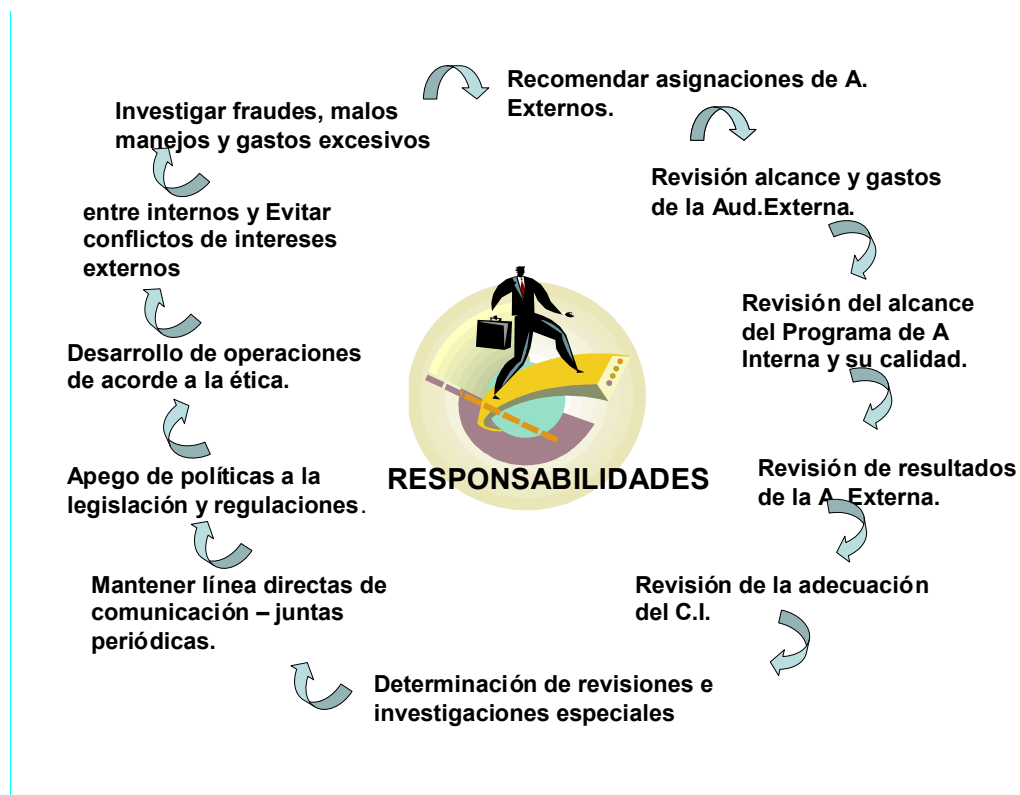 Recomendar asignaciones de A.
Externos.
Revisión alcance y gastos
de la Aud.Externa.
Revisión del alcance
del Programa de A
Interna y su calidad.
Revisión de resultados
de la A. Externa.
Revisión de la adecuación
del C.I.
Determinación de revisiones e
investigaciones especiales
Mantener línea directas de
comunicación – juntas
periódicas.
Apego de políticas a la
legislación y regulaciones.
Desarrollo de operaciones
de acorde a la ética.
entre internos y Evitar
conflictos de intereses
externos
Investigar fraudes, malos
manejos y gastos excesivos
RESPONSABILIDADES